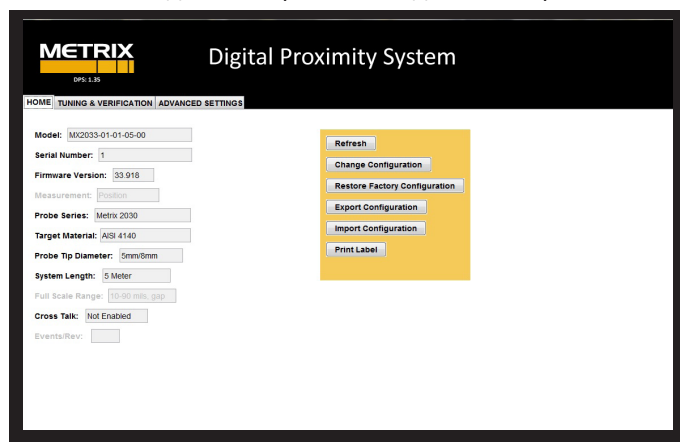 METRIX
DPS: 1.35
Digital Proximity System
HOME TUNING & VERIFICATION ADVANCED SETTINGS
Model: MX2033-01-01-05-00
Serial Number: 1
Firmware Version: 33.918
Measurement: Position
Probe Series: Metrix 2030
Target Material: AISI 4140
Probe Tip Diameter: 5mm/8mm
System Length: 5 Meter
Full Scale Range: 10-90 mils, gap
Cross Talk: Not Enabled
Events/Rev:
Refresh
Change Configuration
Restore Factory Configuration
Export Configuration
Import Configuration
Print Label